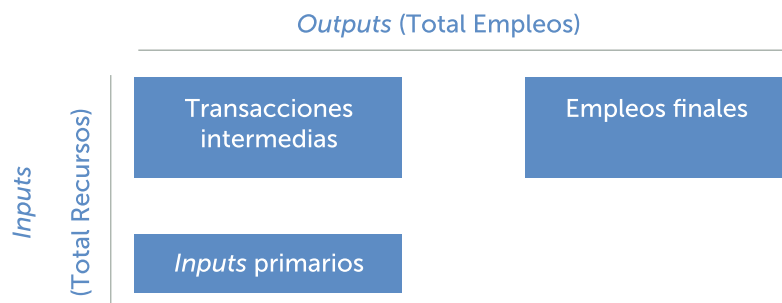 Outputs (Total Empleos)
Inputs
(Total Recursos)
Transacciones
intermedias
Empleos finales
Inputs primarios